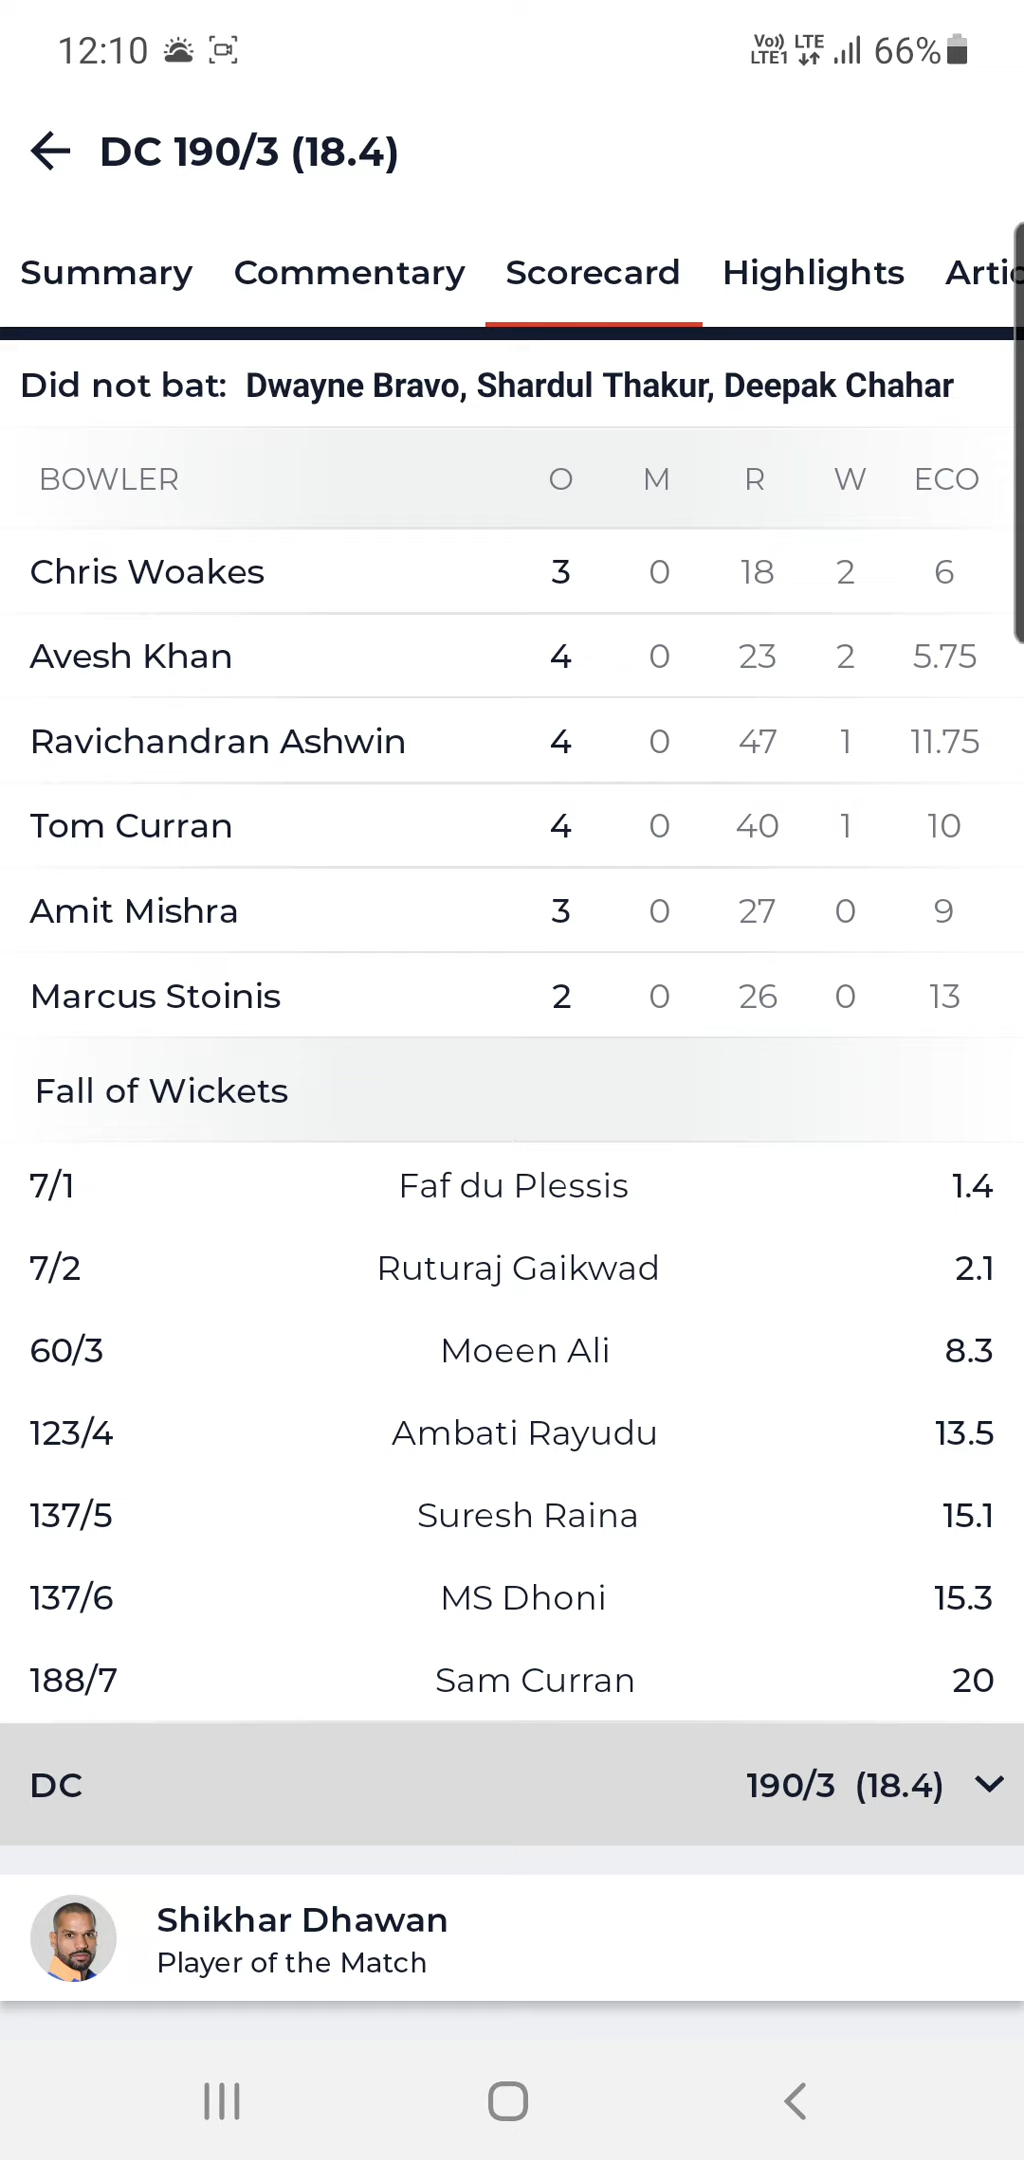 12:10 Vo)) LTE1 LTE 66%
DC 190/3 (18.4)
Summary Commentary Scorecard Highlights Artic
Did not bat: Dwayne Bravo, Shardul Thakur, Deepak Chahar
BOWLER O M R W ECO
Chris Woakes 3 0 18 2 6
Avesh Khan 4 0 23 2 5.75
Ravichandran Ashwin 4 0 47 1 11.75
Tom Curran 4 0 40 1 10
Amit Mishra 3 0 27 0 9
Marcus Stoinis 2 0 26 0 13
Fall of Wickets
7/1 Faf du Plessis 1.4
7/2 Ruturaj Gaikwad 2.1
60/3 Moeen Ali 8.3
123/4 Ambati Rayudu 13.5
137/5 Suresh Raina 15.1
137/6 MS Dhoni 15.3
188/7 Sam Curran 20
DC 190/3 (18.4)
Shikhar Dhawan
Player of the Match